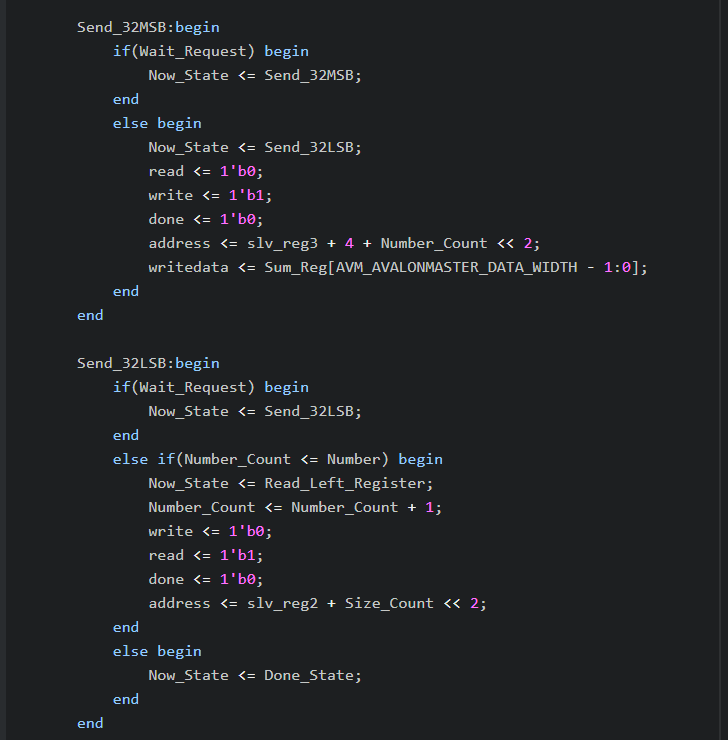 Send_32MSB:begin
if(Wait_Request) begin
Now_State <= Send_32MSB;
end
else begin
Now_State <= Send_32LSB;
read <= 1'b0;
write <= 1'b1;
done <= 1'b0;
address <= slv_reg3 + 4 + Number_Count << 2;
writedata <= Sum_Reg[AVM_AVALONMASTER_DATA_WIDTH - 1:0];
end
end
Send_32LSB:begin
if(Wait_Request) begin
Now_State <= Send_32LSB;
end
else if(Number_Count <= Number) begin
Now_State <= Read_Left_Register;
Number_Count <= Number_Count + 1;
write <= 1'b0;
read <= 1'b1;
done <= 1'b0;
address <= slv_reg2 + Size_Count << 2;
end
else begin
Now_State <= Done_State;
end
end